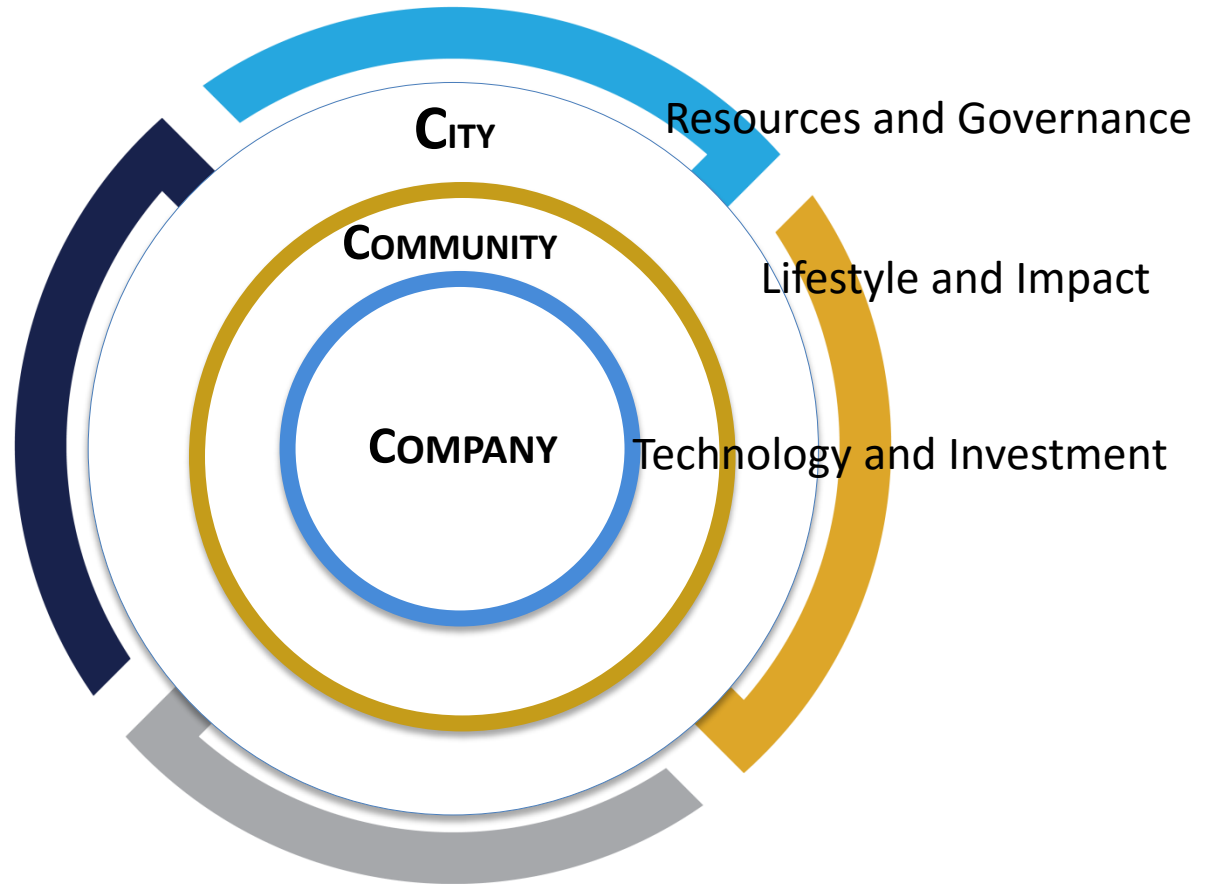 CITY
Resources and Governance
COMMUNITY
Lifestyle and Impact
COMPANY
Technology and Investment